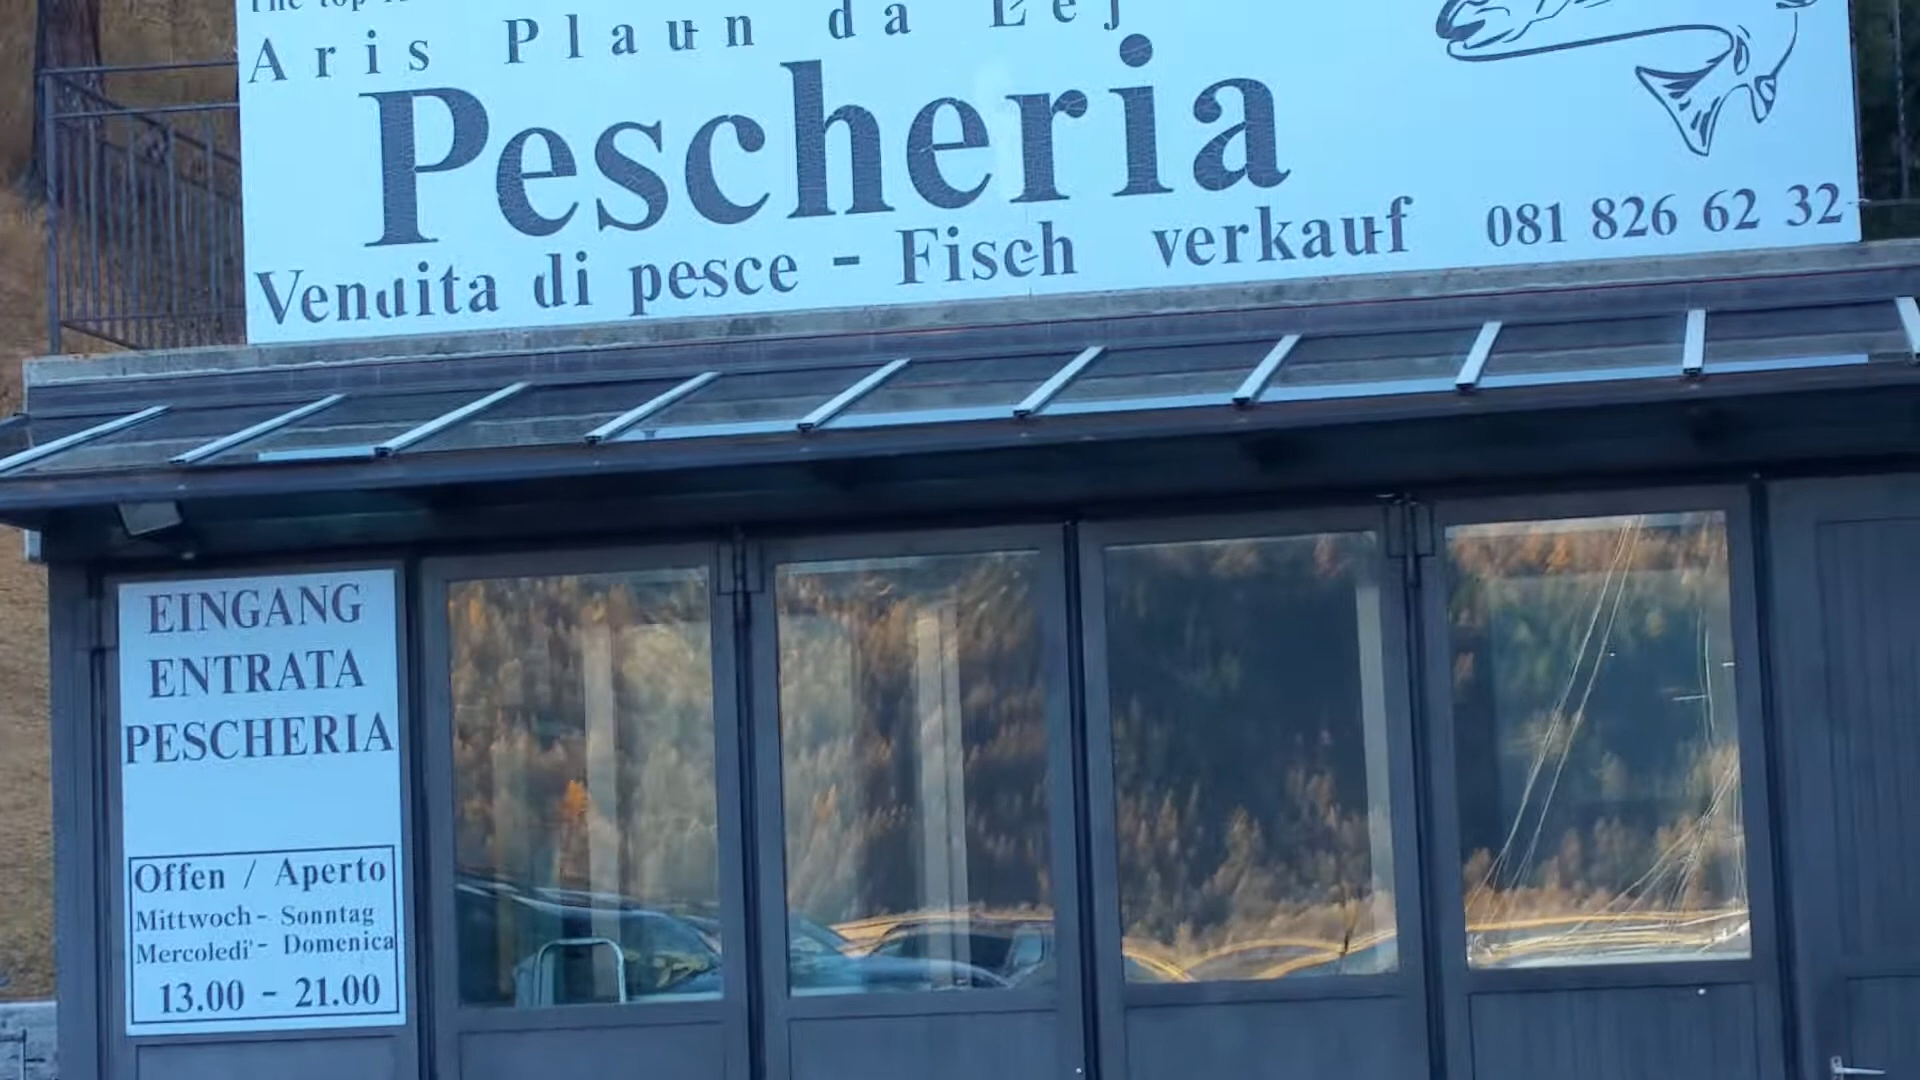 Aris Plaun da Lej
Pescheria
Vendita di pesce - Fisch verkauf 081 826 62 32
EINGANG
ENTRATA
PESCHERIA
Offen / Aperto
Mittwoch - Sonntag
Mercoledi' - Domenica
13.00 - 21.00